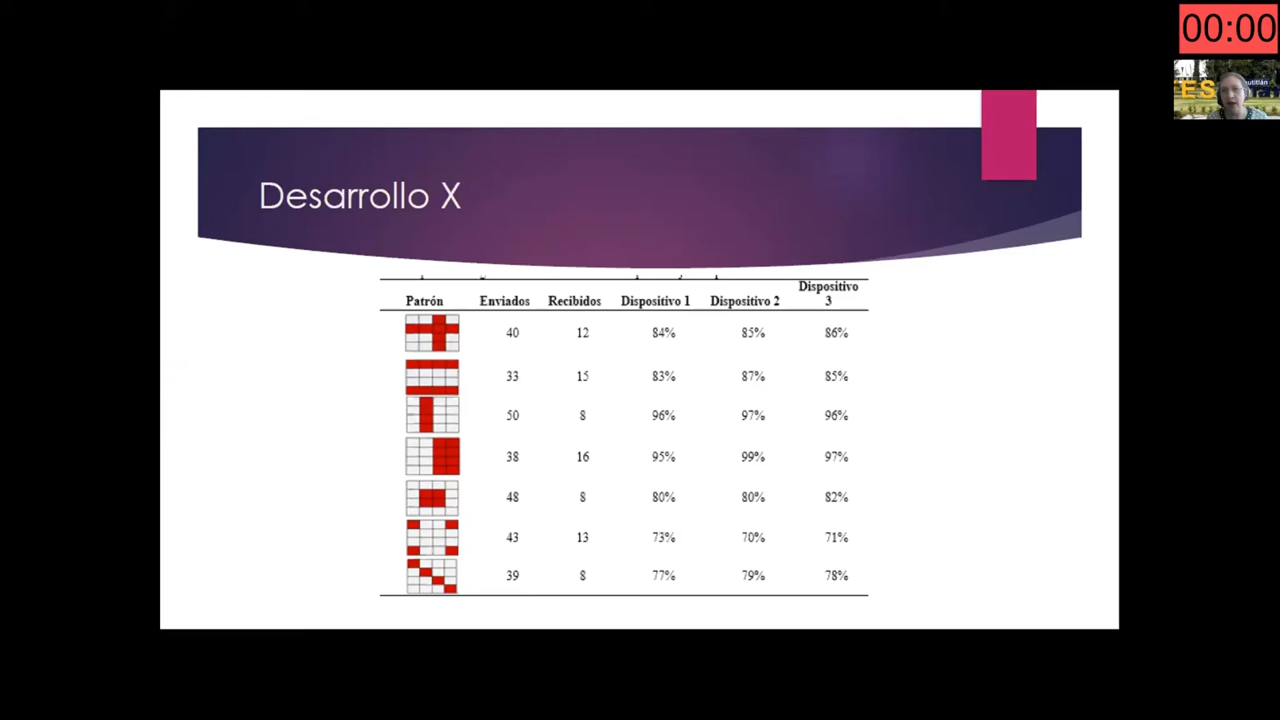 00:00
TES
Desarrollo X
Patrón Enviados Recibidos Dispositivo 1 Dispositivo 2 Dispositivo 3
40 12 84% 85% 86%
33 15 83% 87% 85%
50 8 96% 97% 96%
38 16 95% 99% 97%
48 8 80% 80% 82%
43 13 73% 70% 71%
39 8 77% 79% 78%